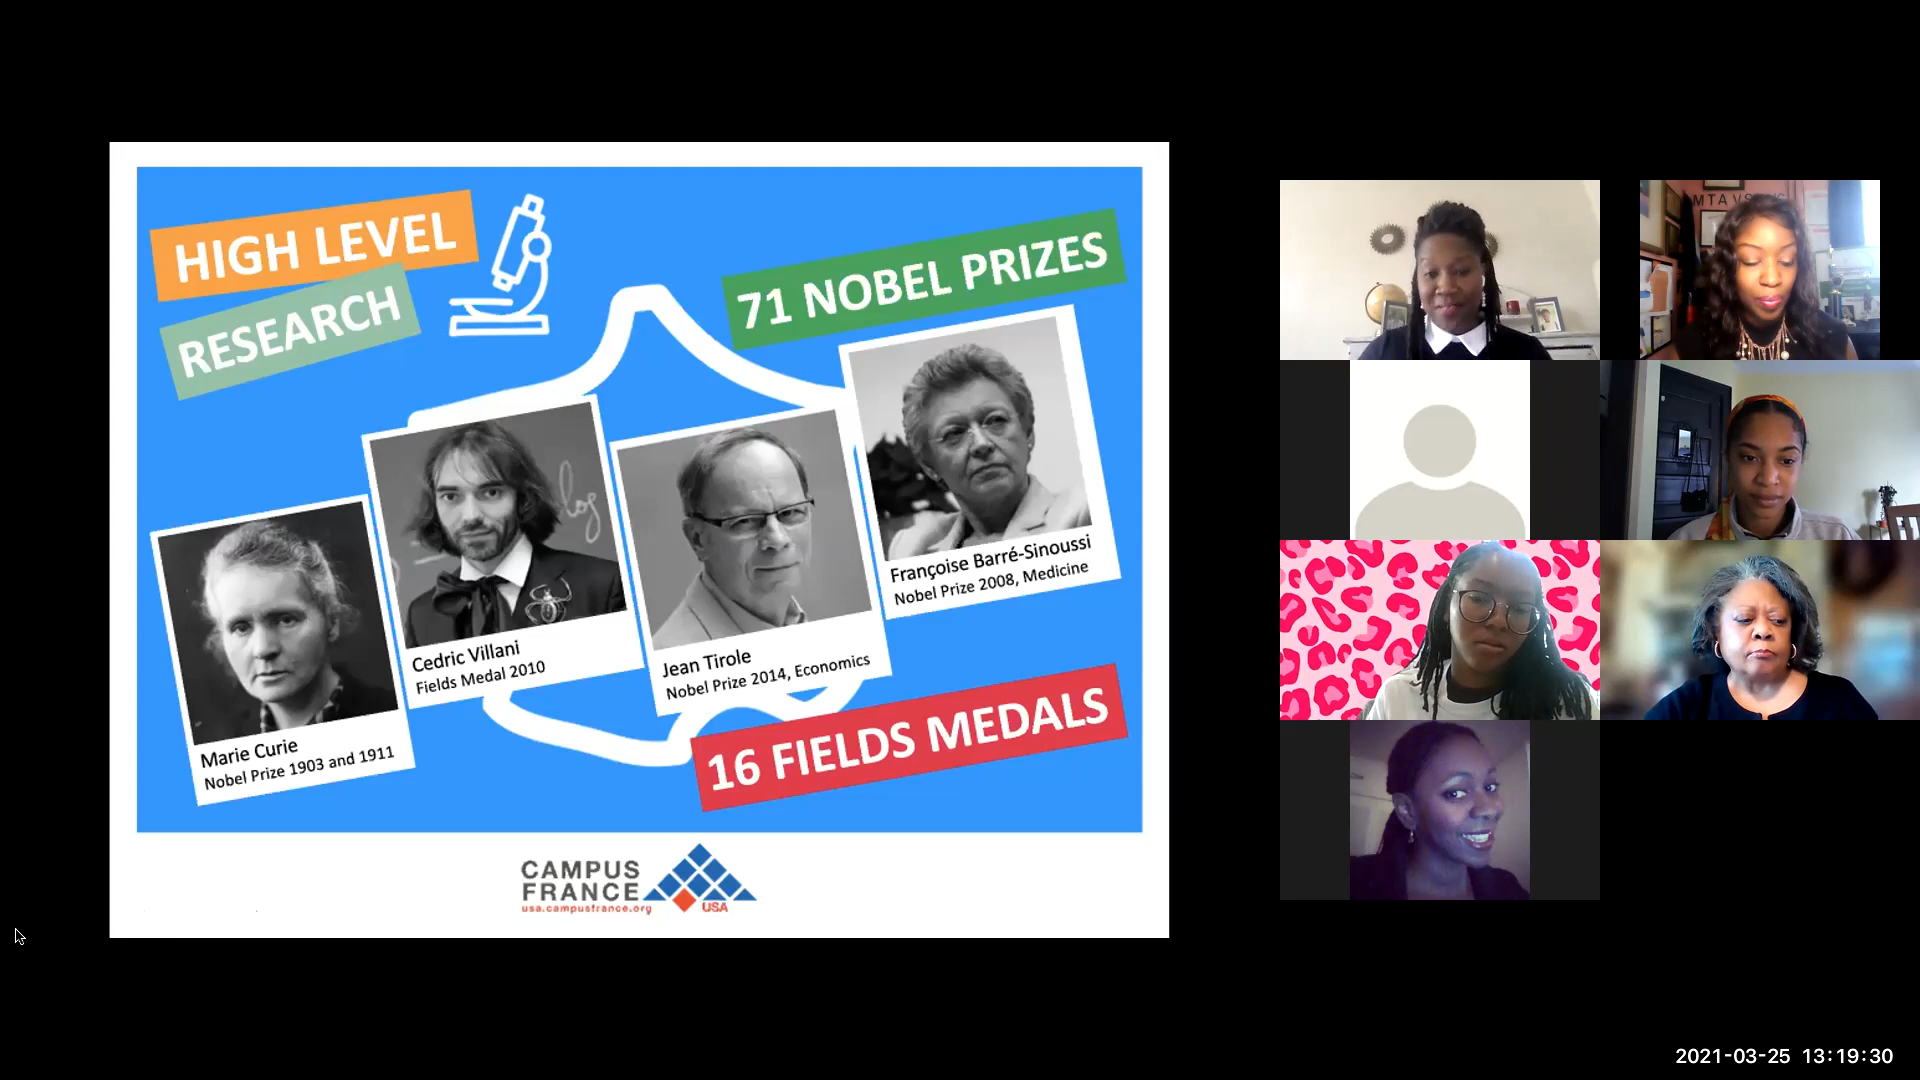 HIGH LEVEL
RESEARCH
71 NOBEL PRIZES
log
Françoise Barré-Sinoussi
Nobel Prize 2008, Medicine
Cedric Villani
Fields Medal 2010
Jean Tirole
Nobel Prize 2014, Economics
Marie Curie
Nobel Prize 1903 and 1911
16 FIELDS MEDALS
CAMPUS
FRANCE
usa.campusfrance.org
USA
2021-03-25 13:19:30